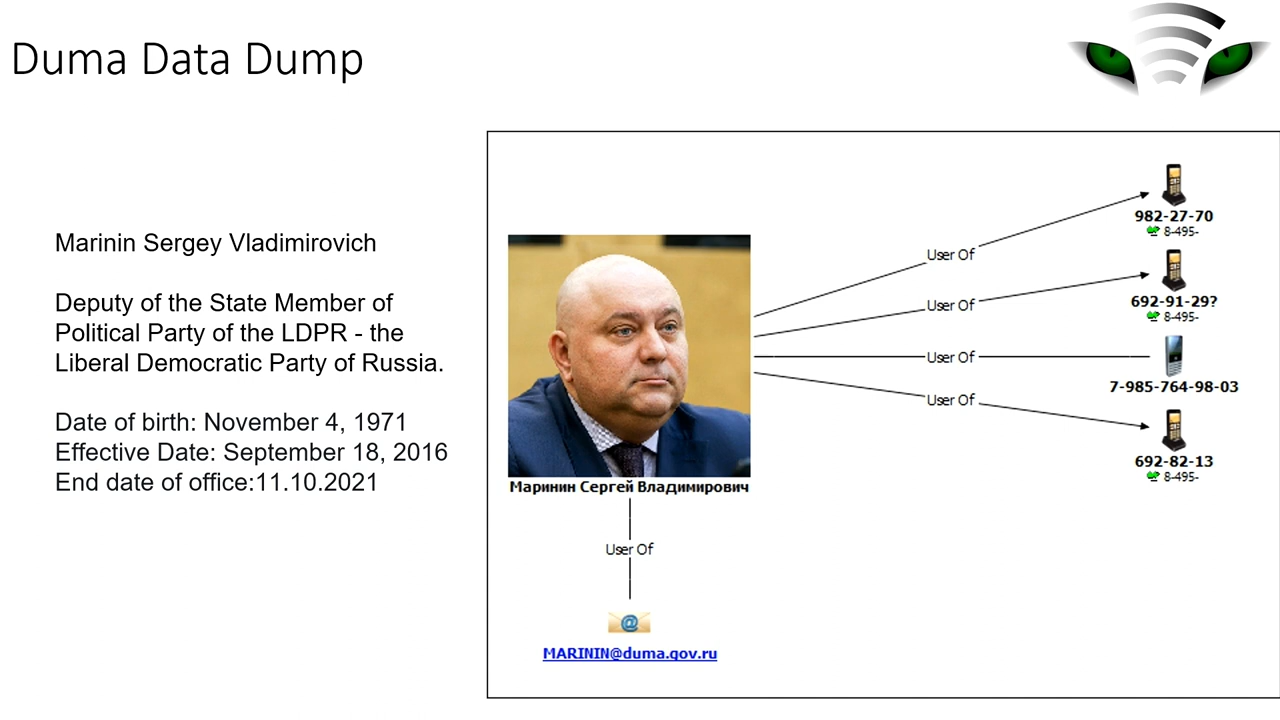 Duma Data Dump
Marinin Sergey Vladimirovich
Deputy of the State Member of
Political Party of the LDPR - the
Liberal Democratic Party of Russia.
Date of birth: November 4, 1971
Effective Date: September 18, 2016
End date of office:11.10.2021
Маринин Сергей Владимирович
User Of
MARININ@duma.gov.ru
User Of
982-27-70
8-495-
User Of
692-91-29?
8-495-
User Of
7-985-764-98-03
User Of
692-82-13
8-495-